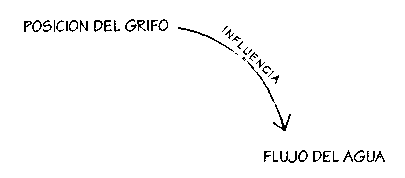 POSICION DEL GRIFO
INFLUENCIA
FLUJO DEL AGUA